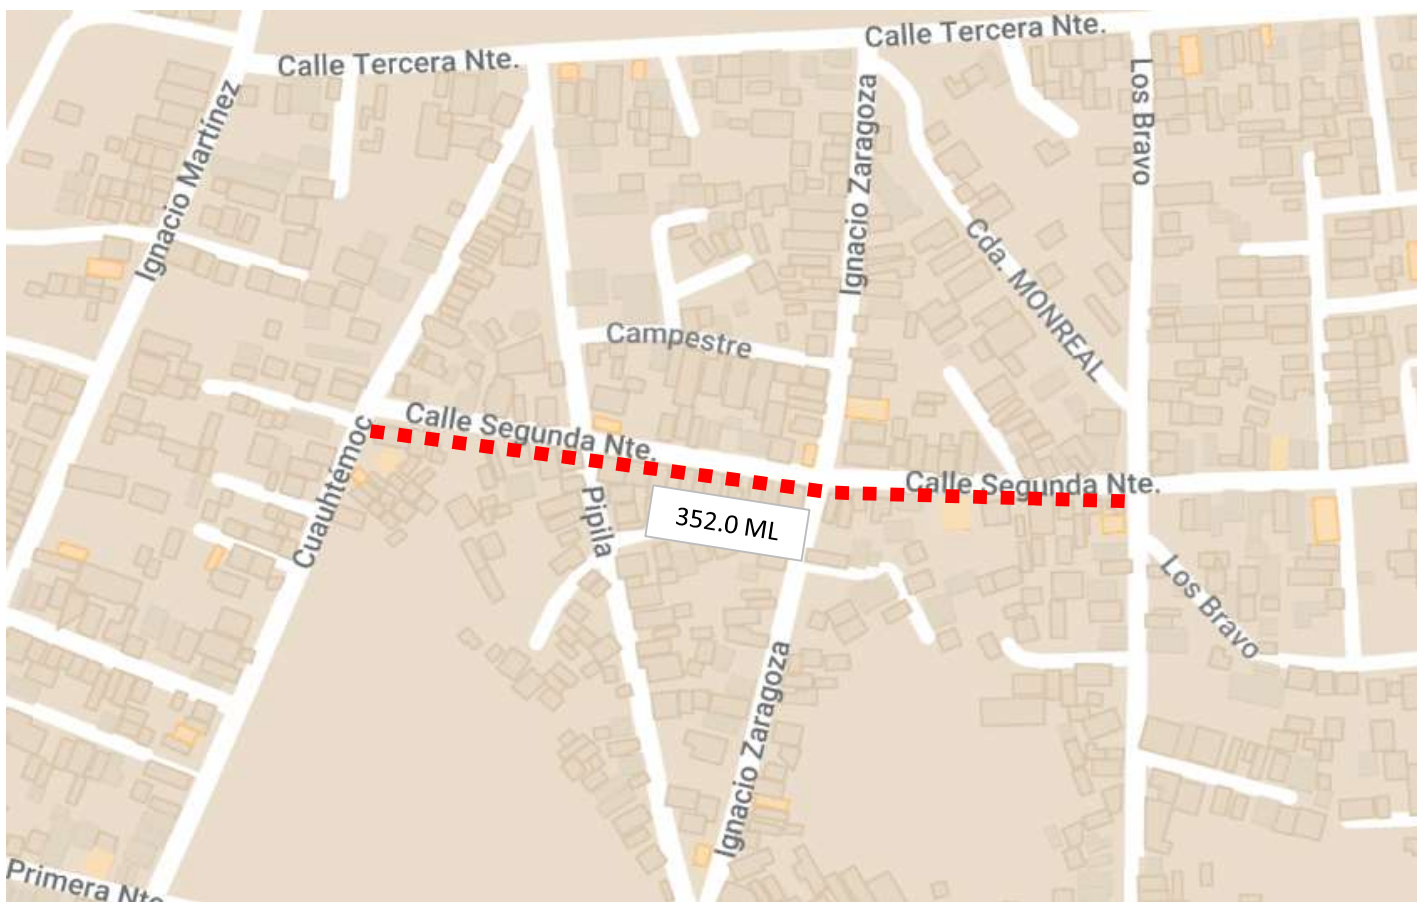 Calle Tercera Nte.
Calle Tercera Nte.
Ignacio Martínez
Ignacio Zaragoza
Los Bravo
Cda. MONREAL
Campestre
Calle Segunda Nte.
Calle Segunda Nte.
Cuauhtémoc
Pipila
352.0 ML
Los Bravo
Ignacio Zaragoza
Primera Nte